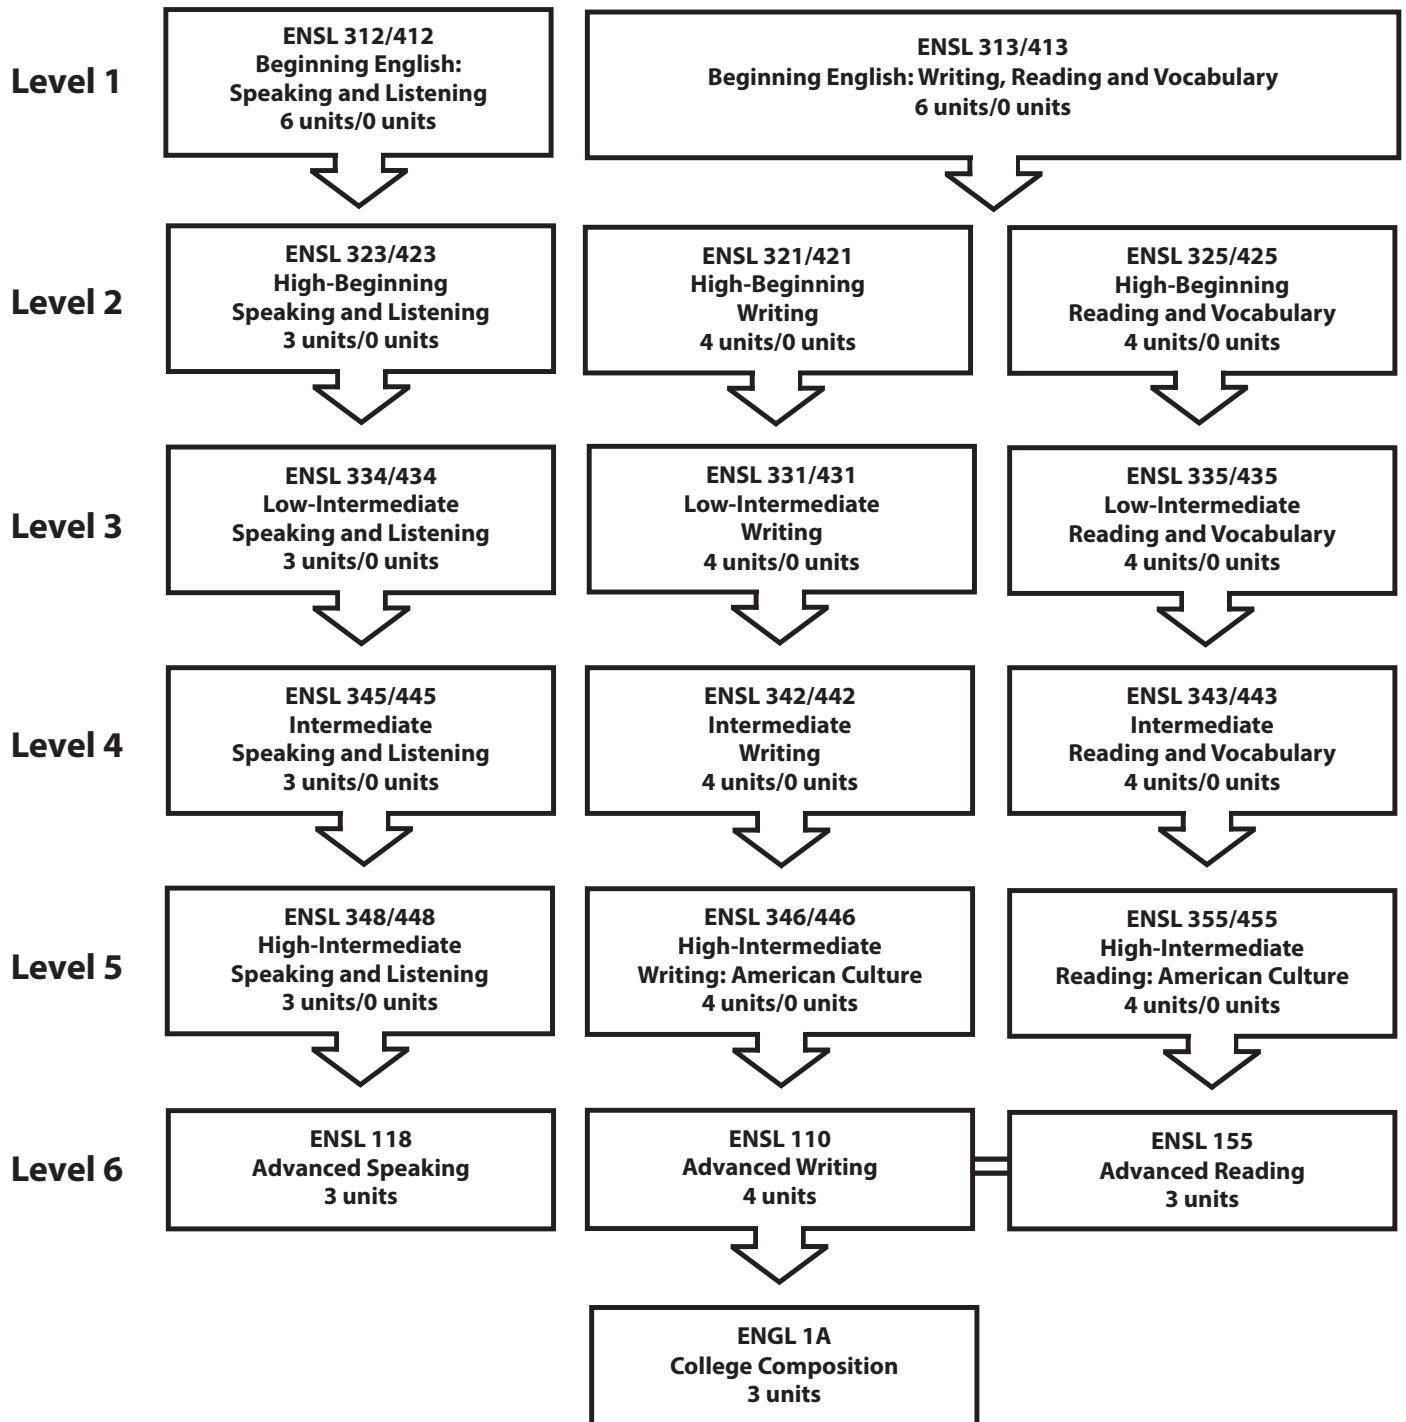 Level 1
ENSL 312/412
Beginning English:
Speaking and Listening
6 units/0 units
ENSL 313/413
Beginning English: Writing, Reading and Vocabulary
6 units/0 units
Level 2
ENSL 323/423
High-Beginning
Speaking and Listening
3 units/0 units
ENSL 321/421
High-Beginning
Writing
4 units/0 units
ENSL 325/425
High-Beginning
Reading and Vocabulary
4 units/0 units
Level 3
ENSL 334/434
Low-Intermediate
Speaking and Listening
3 units/0 units
ENSL 331/431
Low-Intermediate
Writing
4 units/0 units
ENSL 335/435
Low-Intermediate
Reading and Vocabulary
4 units/0 units
Level 4
ENSL 345/445
Intermediate
Speaking and Listening
3 units/0 units
ENSL 342/442
Intermediate
Writing
4 units/0 units
ENSL 343/443
Intermediate
Reading and Vocabulary
4 units/0 units
Level 5
ENSL 348/448
High-Intermediate
Speaking and Listening
3 units/0 units
ENSL 346/446
High-Intermediate
Writing: American Culture
4 units/0 units
ENSL 355/455
High-Intermediate
Reading: American Culture
4 units/0 units
Level 6
ENSL 118
Advanced Speaking
3 units
ENSL 110
Advanced Writing
4 units
ENSL 155
Advanced Reading
3 units
ENGL 1A
College Composition
3 units